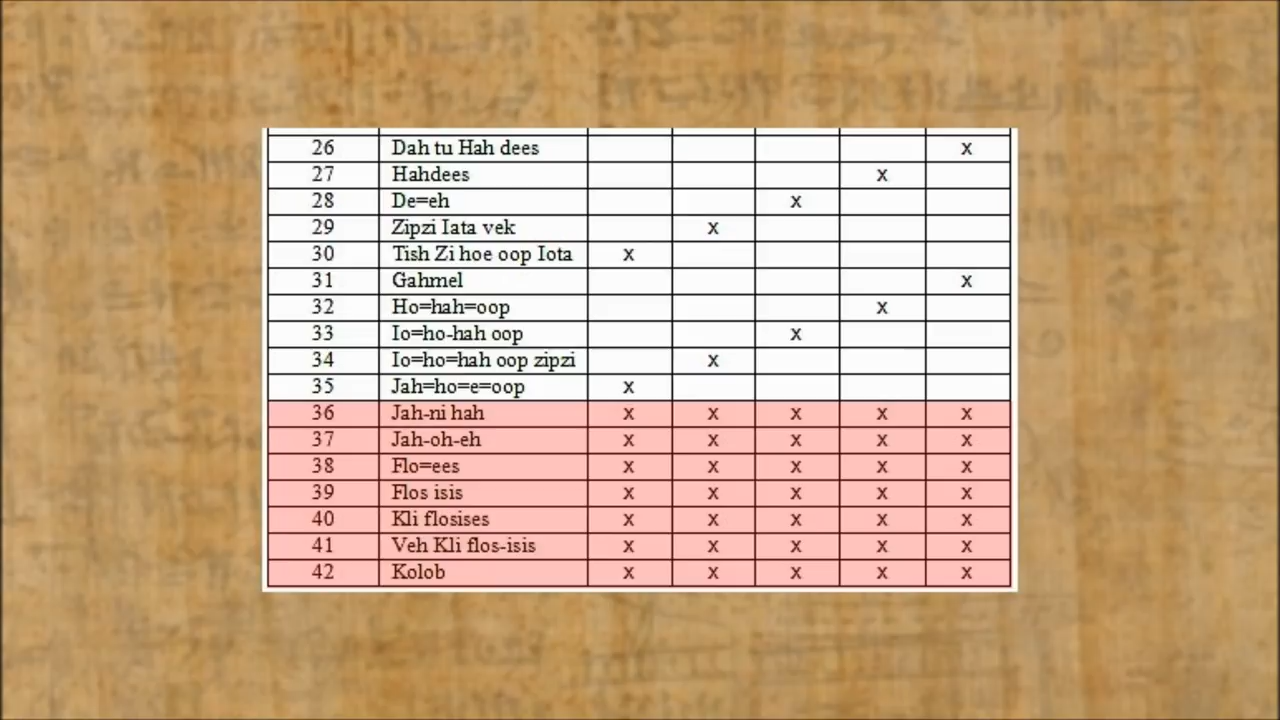 26 Dah tu Hah dees x
27 Hahdees x
28 De=eh x
29 Zipzi Iata vek x
30 Tish Zi hoe oop Iota x
31 Gahmel x
32 Ho=hah=oop x
33 Io=ho-hah oop x
34 Io=ho=hah oop zipzi x
35 Jah=ho=e=oop x
36 Jah-ni hah x x x x x
37 Jah-oh-eh x x x x x
38 Flo=ees x x x x x
39 Flos isis x x x x x
40 Kli flosises x x x x x
41 Veh Kli flos-isis x x x x x
42 Kolob x x x x x